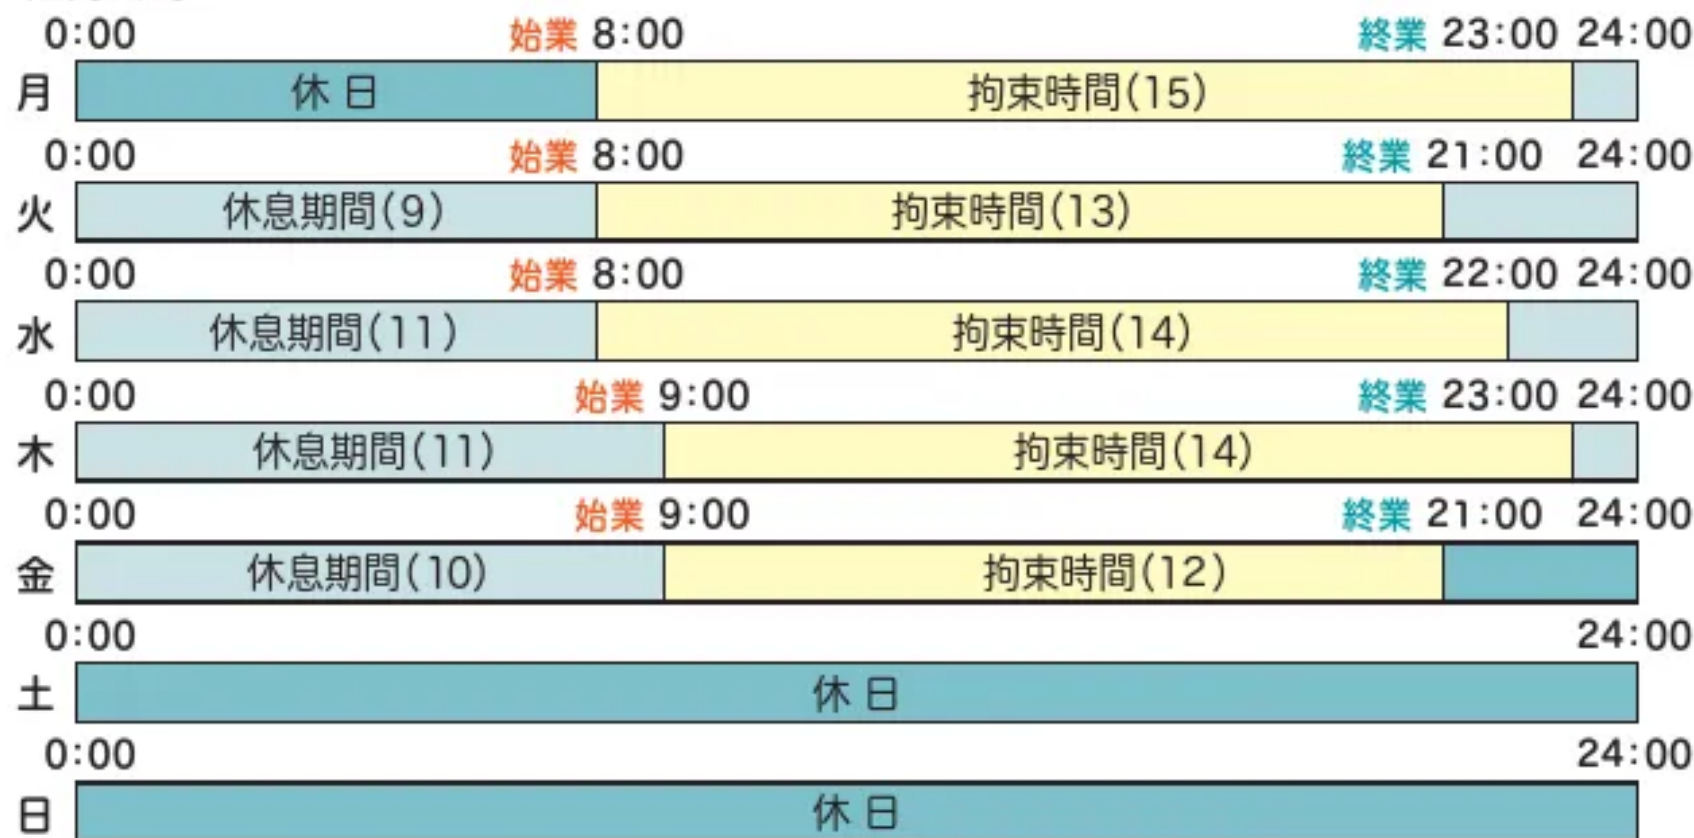 0:00 始業 8:00 終業 23:00 24:00
月 休日 拘束時間(15)
0:00 始業 8:00 終業 21:00 24:00
火 休息期間(9) 拘束時間(13)
0:00 始業 8:00 終業 22:00 24:00
水 休息期間(11) 拘束時間(14)
0:00 始業 9:00 終業 23:00 24:00
木 休息期間(11) 拘束時間(14)
0:00 始業 9:00 終業 21:00 24:00
金 休息期間(10) 拘束時間(12)
0:00 24:00
土 休日
0:00 24:00
日 休日